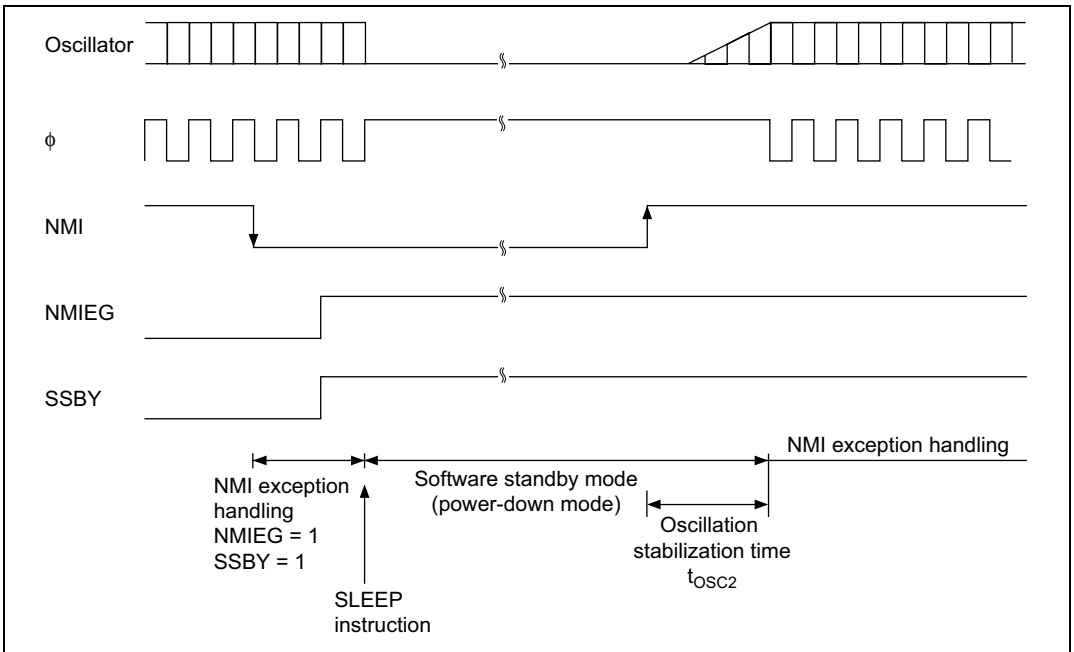 Oscillator
φ
NMI
NMIEG
SSBY
NMI exception handling
NMI exception
handling
NMIEG = 1
SSBY = 1
Software standby mode
(power-down mode)
Oscillation
stabilization time
tOSC2
SLEEP
instruction